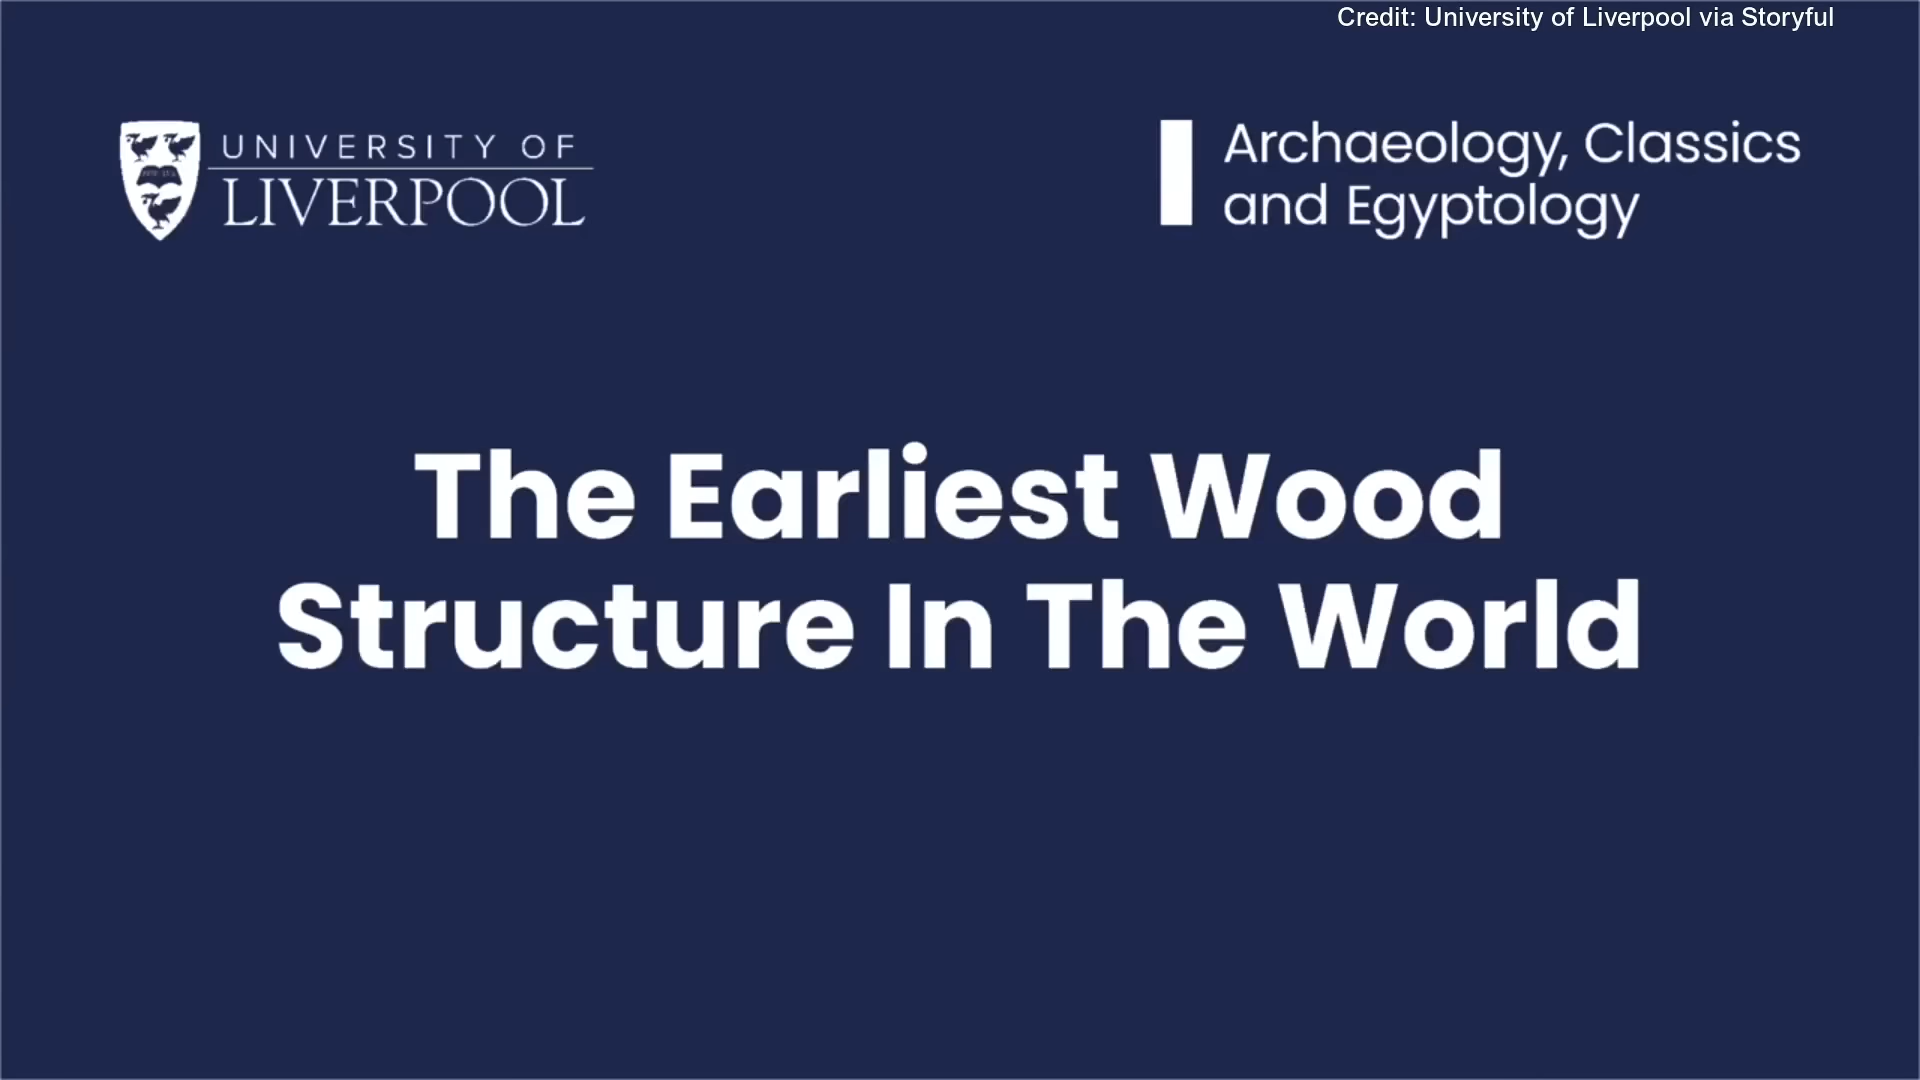 Credit: University of Liverpool via Storyful
UNIVERSITY OF
LIVERPOOL
Archaeology, Classics
and Egyptology
The Earliest Wood
Structure In The World